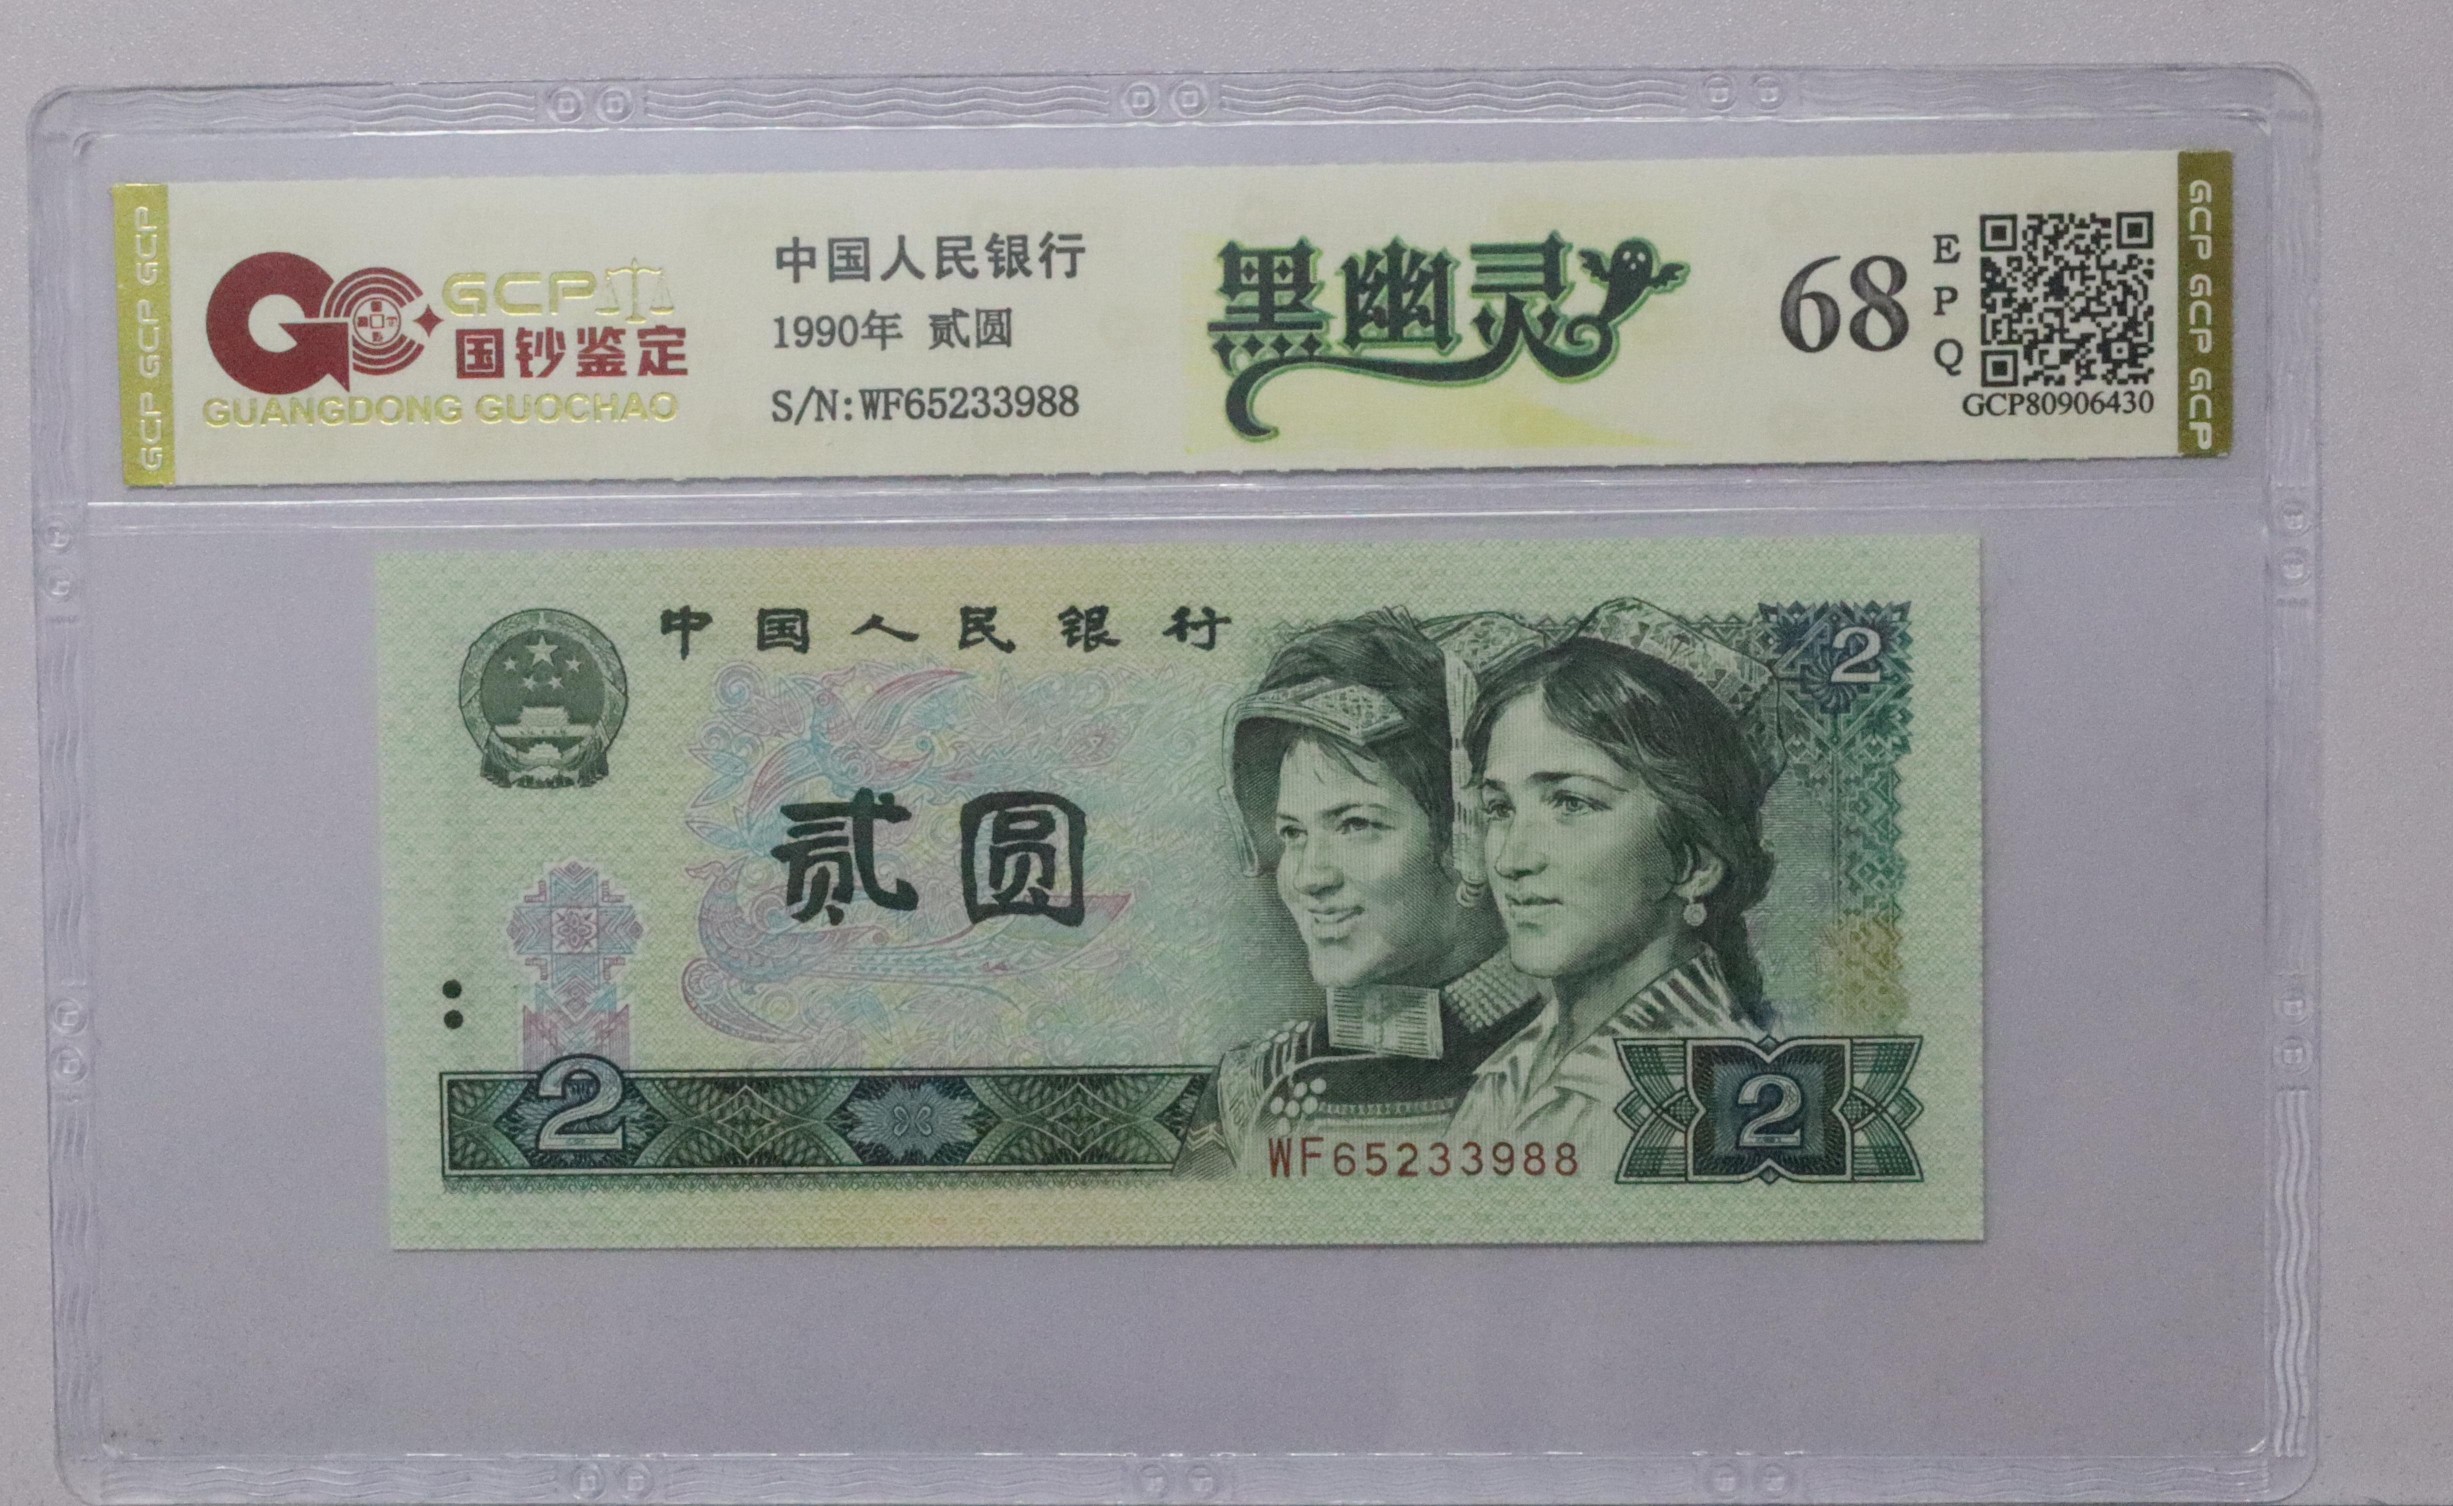 GCP GCP GCP
GCP
国钞鉴定
GUANGDONG GUOCHAO
中国人民银行
1990年 贰圆
S/N:WF65233988
黑幽灵
68
E
P
Q
GCP80906430
GCP GCP GCP
中国人民银行
2
贰圆
2
WF65233988
2